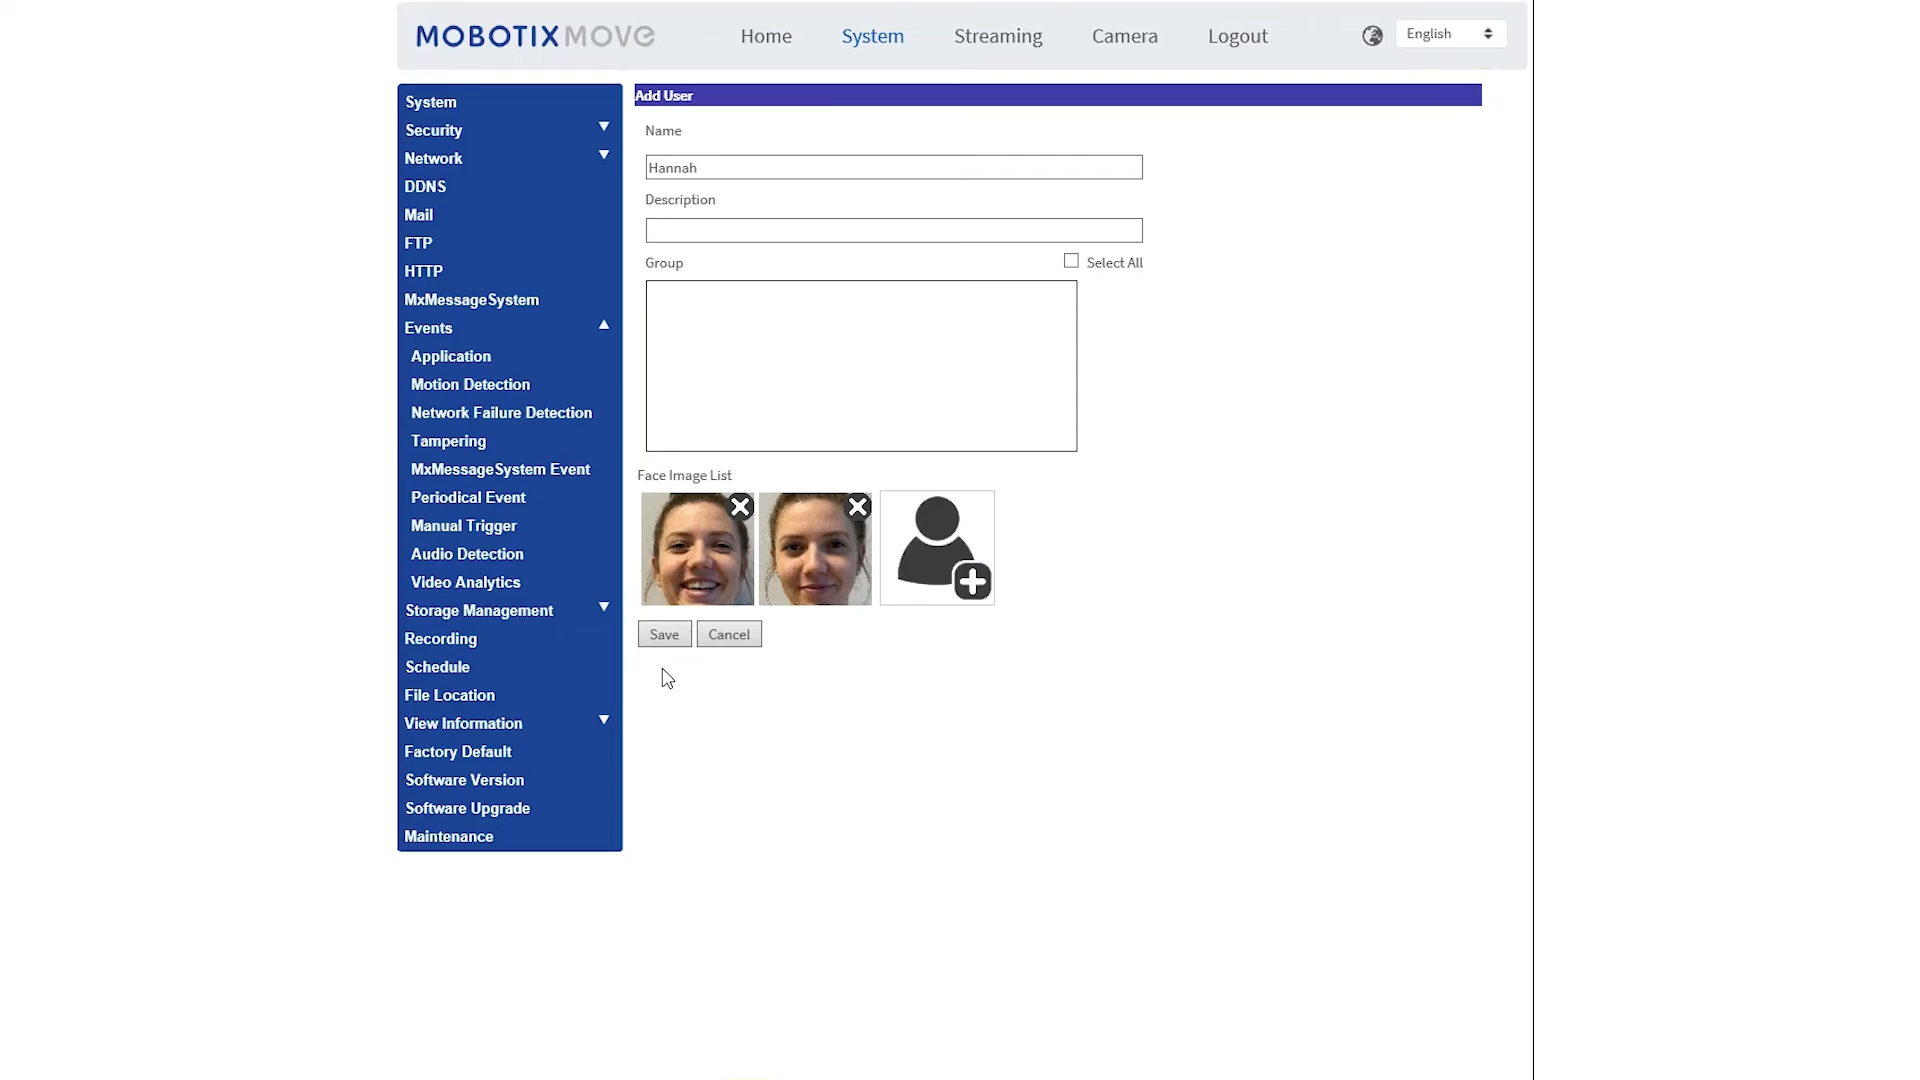 MOBOTIX MOVE
Home
System
Streaming
Camera
Logout
English
System
Security
Network
DDNS
Mail
FTP
HTTP
MxMessageSystem
Events
Application
Motion Detection
Network Failure Detection
Tampering
MxMessageSystem Event
Periodical Event
Manual Trigger
Audio Detection
Video Analytics
Storage Management
Recording
Schedule
File Location
View Information
Factory Default
Software Version
Software Upgrade
Maintenance
Add User
Name
Hannah
Description
Group
Select All
Face Image List
Save
Cancel